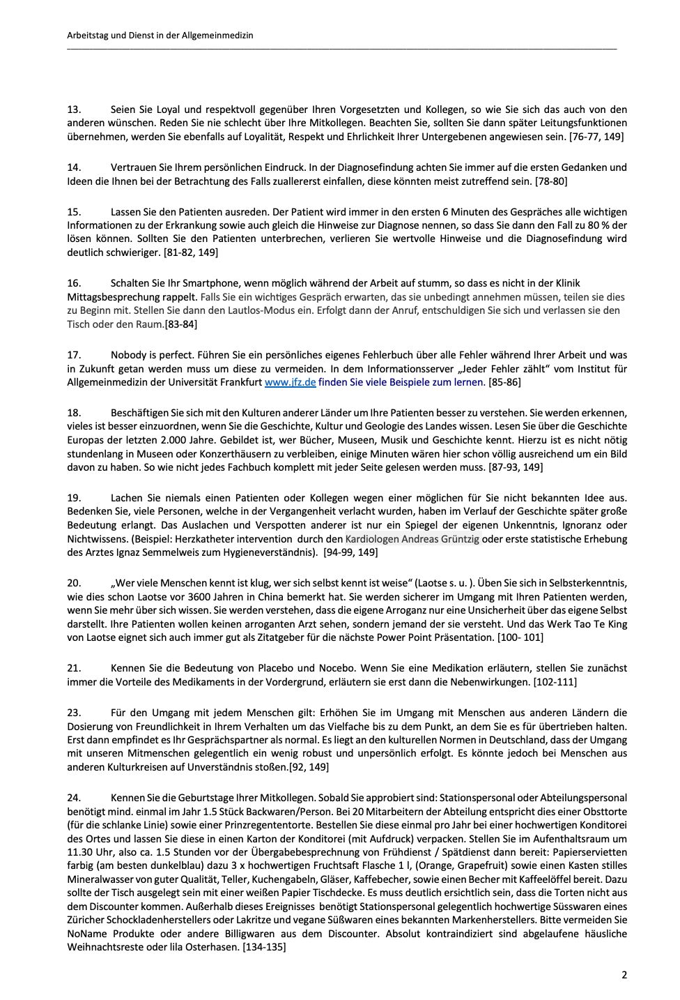 Arbeitstag und Dienst in der Allgemeinmedizin
13. Seien Sie Loyal und respektvoll gegenüber Ihren Vorgesetzten und Kollegen, so wie Sie sich das auch von den
anderen wünschen. Reden Sie nie schlecht über Ihre Mitkollegen. Beachten Sie, sollten Sie dann später Leitungsfunktionen
übernehmen, werden Sie ebenfalls auf Loyalität, Respekt und Ehrlichkeit Ihrer Untergebenen angewiesen sein. [76-77, 149]
14. Vertrauen Sie Ihrem persönlichen Eindruck. In der Diagnosefindung achten Sie immer auf die ersten Gedanken und
Ideen die Ihnen bei der Betrachtung des Falls zuallererst einfallen, diese könnten meist zutreffend sein. [78-80]
15. Lassen Sie den Patienten ausreden. Der Patient wird immer in den ersten 6 Minuten des Gespräches alle wichtigen
Informationen zu der Erkrankung sowie auch gleich die Hinweise zur Diagnose nennen, so dass Sie dann den Fall zu 80 % der
lösen können. Sollten Sie den Patienten unterbrechen, verlieren Sie wertvolle Hinweise und die Diagnosefindung wird
deutlich schwieriger. [81-82, 149]
16. Schalten Sie Ihr Smartphone, wenn möglich während der Arbeit auf stumm, so dass es nicht in der Klinik
Mittagsbesprechung rappelt. Falls Sie ein wichtiges Gespräch erwarten, das sie unbedingt annehmen müssen, teilen sie dies
zu Beginn mit. Stellen Sie dann den Lautlos-Modus ein. Erfolgt dann der Anruf, entschuldigen Sie sich und verlassen sie den
Tisch oder den Raum.[83-84]
17. Nobody is perfect. Führen Sie ein persönliches eigenes Fehlerbuch über alle Fehler während Ihrer Arbeit und was
in Zukunft getan werden muss um diese zu vermeiden. In dem Informationsserver „Jeder Fehler zählt“ vom Institut für
Allgemeinmedizin der Universität Frankfurt www.jfz.de finden Sie viele Beispiele zum lernen. [85-86]
18. Beschäftigen Sie sich mit den Kulturen anderer Länder um Ihre Patienten besser zu verstehen. Sie werden erkennen,
vieles ist besser einzuordnen, wenn Sie die Geschichte, Kultur und Geologie des Landes wissen. Lesen Sie über die Geschichte
Europas der letzten 2.000 Jahre. Gebildet ist, wer Bücher, Museen, Musik und Geschichte kennt. Hierzu ist es nicht nötig
stundenlang in Museen oder Konzerthäusern zu verbleiben, einige Minuten wären hier schon völlig ausreichend um ein Bild
davon zu haben. So wie nicht jedes Fachbuch komplett mit jeder Seite gelesen werden muss. [87-93, 149]
19. Lachen Sie niemals einen Patienten oder Kollegen wegen einer möglichen für Sie nicht bekannten Idee aus.
Bedenken Sie, viele Personen, welche in der Vergangenheit verlacht wurden, haben im Verlauf der Geschichte später große
Bedeutung erlangt. Das Auslachen und Verspotten anderer ist nur ein Spiegel der eigenen Unkenntnis, Ignoranz oder
Nichtwissens. (Beispiel: Herzkatheter intervention durch den Kardiologen Andreas Grüntzig oder erste statistische Erhebung
des Arztes Ignaz Semmelweis zum Hygieneverständnis). [94-99, 149]
20. „Wer viele Menschen kennt ist klug, wer sich selbst kennt ist weise“ (Laotse s. u. ). Üben Sie sich in Selbsterkenntnis,
wie dies schon Laotse vor 3600 Jahren in China bemerkt hat. Sie werden sicherer im Umgang mit Ihren Patienten werden,
wenn Sie mehr über sich wissen. Sie werden verstehen, dass die eigene Arroganz nur eine Unsicherheit über das eigene Selbst
darstellt. Ihre Patienten wollen keinen arroganten Arzt sehen, sondern jemand der sie versteht. Und das Werk Tao Te King
von Laotse eignet sich auch immer gut als Zitatgeber für die nächste Power Point Präsentation. [100- 101]
21. Kennen Sie die Bedeutung von Placebo und Nocebo. Wenn Sie eine Medikation erläutern, stellen Sie zunächst
immer die Vorteile des Medikaments in der Vordergrund, erläutern sie erst dann die Nebenwirkungen. [102-111]
23. Für den Umgang mit jedem Menschen gilt: Erhöhen Sie im Umgang mit Menschen aus anderen Ländern die
Dosierung von Freundlichkeit in Ihrem Verhalten um das Vielfache bis zu dem Punkt, an dem Sie es für übertrieben halten.
Erst dann empfindet es Ihr Gesprächspartner als normal. Es liegt an den kulturellen Normen in Deutschland, dass der Umgang
mit unseren Mitmenschen gelegentlich ein wenig robust und unpersönlich erfolgt. Es könnte jedoch bei Menschen aus
anderen Kulturkreisen auf Unverständnis stoßen.[92, 149]
24. Kennen Sie die Geburtstage Ihrer Mitkollegen. Sobald Sie approbiert sind: Stationspersonal oder Abteilungspersonal
benötigt mind. einmal im Jahr 1.5 Stück Backwaren/Person. Bei 20 Mitarbeitern der Abteilung entspricht dies einer Obsttorte
(für die schlanke Linie) sowie einer Prinzregententorte. Bestellen Sie diese einmal pro Jahr bei einer hochwertigen Konditorei
des Ortes und lassen Sie diese in einen Karton der Konditorei (mit Aufdruck) verpacken. Stellen Sie im Aufenthaltsraum um
11.30 Uhr, also ca. 1.5 Stunden vor der Übergabebesprechung von Frühdienst / Spätdienst dann bereit: Papierservietten
farbig (am besten dunkelblau) dazu 3 x hochwertigen Fruchtsaft Flasche 1 l, (Orange, Grapefruit) sowie einen Kasten stilles
Mineralwasser von guter Qualität, Teller, Kuchengabeln, Gläser, Kaffebecher, sowie einen Becher mit Kaffeelöffel bereit. Dazu
sollte der Tisch ausgelegt sein mit einer weißen Papier Tischdecke. Es muss deutlich ersichtlich sein, dass die Torten nicht aus
dem Discounter kommen. Außerhalb dieses Ereignisses benötigt Stationspersonal gelegentlich hochwertige Süsswaren eines
Züricher Schockladenherstellers oder Lakritze und vegane Süßwaren eines bekannten Markenherstellers. Bitte vermeiden Sie
NoName Produkte oder andere Billigwaren aus dem Discounter. Absolut kontraindiziert sind abgelaufene häusliche
Weihnachtsreste oder lila Osterhasen. [134-135]
2